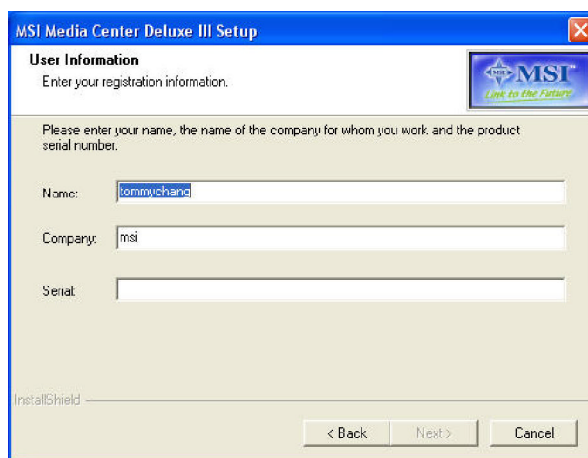 MSI Media Center Deluxe III Setup
User Information
Enter your registration information.
MSI
Link to the Future
Please enter your name, the name of the company for whom you work and the product
serial number.
Name: tommychang
Company: msi
Serial:
InstallShield
< Back Next > Cancel